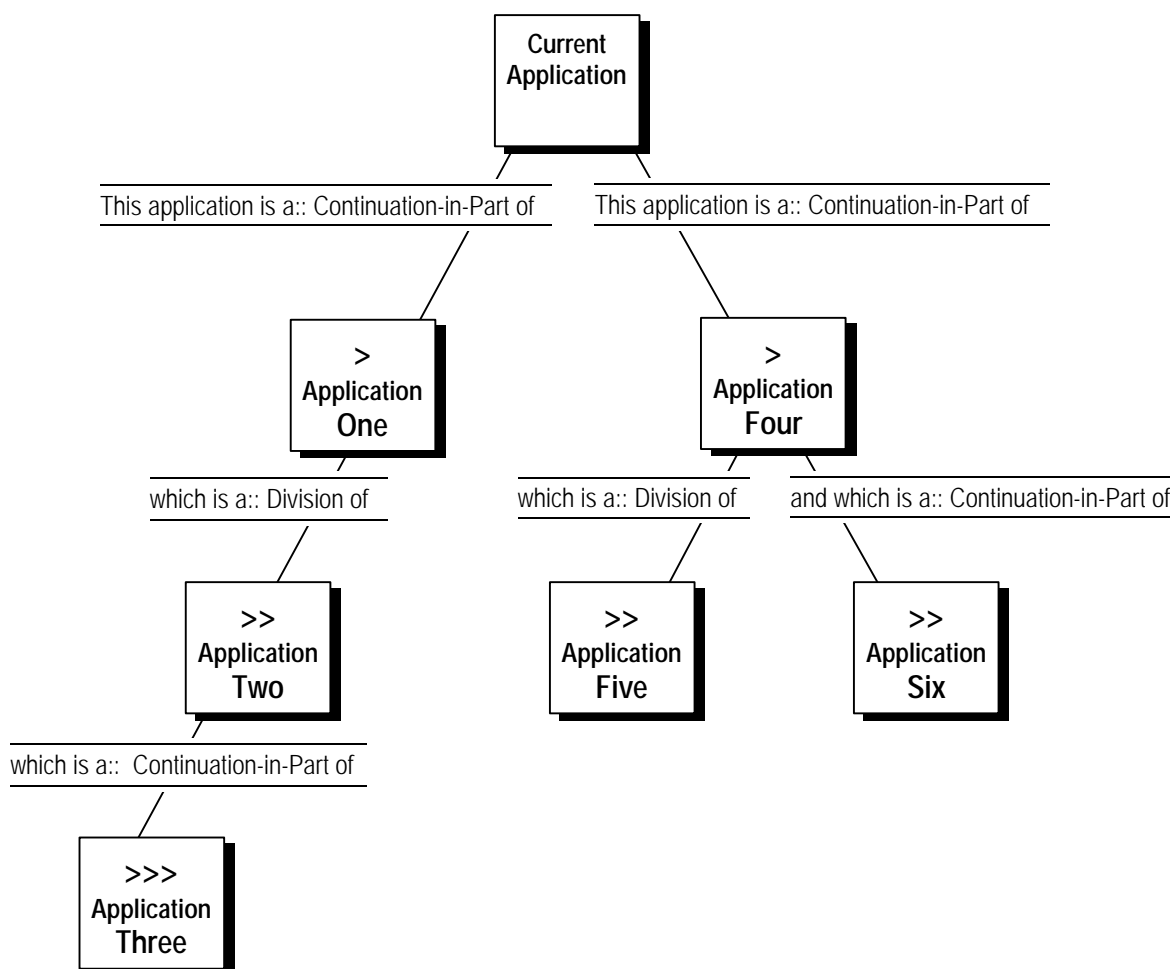 Current
Application
This application is a:: Continuation-in-Part of
This application is a:: Continuation-in-Part of
>
Application
One
>
Application
Four
which is a:: Division of
which is a:: Division of
and which is a:: Continuation-in-Part of
>>
Application
Two
>>
Application
Five
>>
Application
Six
which is a::  Continuation-in-Part of
>>>
Application
Three